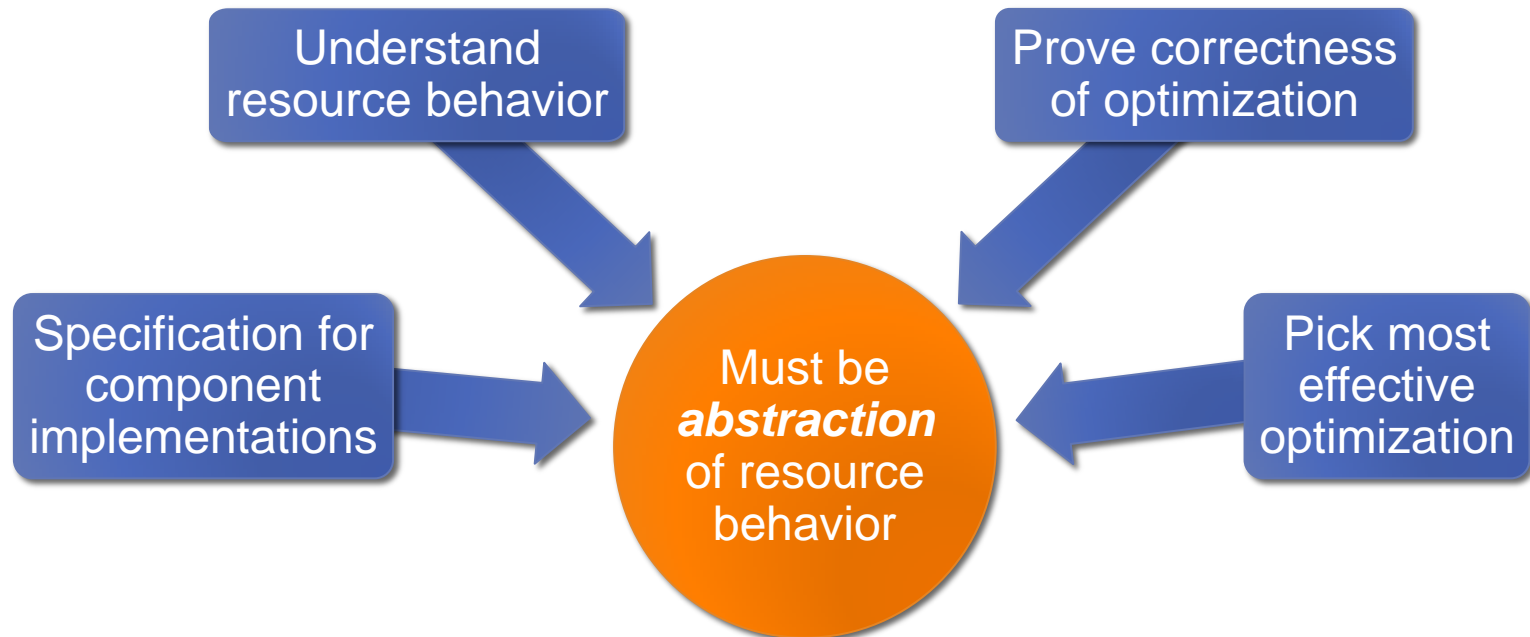 Understand
resource behavior
Prove correctness
of optimization
Specification for
component
implementations
Must be
abstraction
of resource
behavior
Pick most
effective
optimization